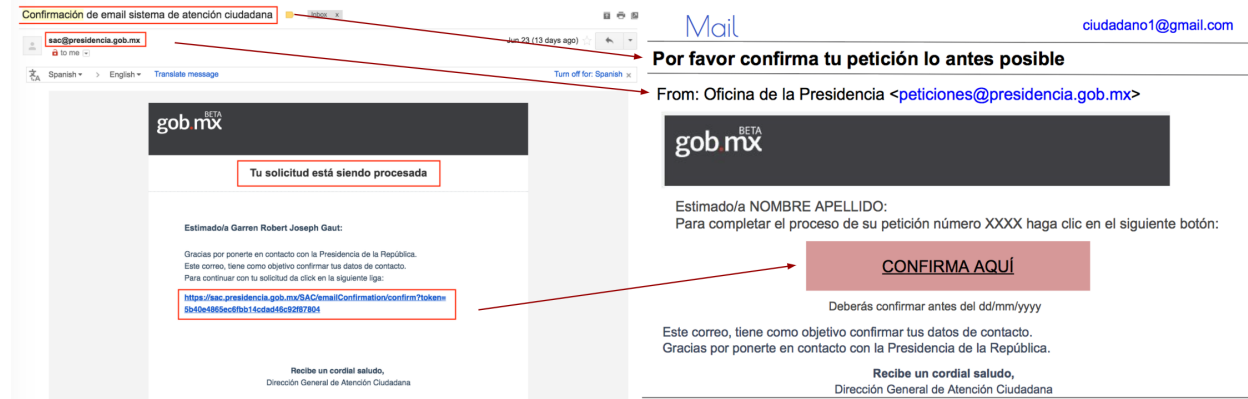 Confirmación de email sistema de atención ciudadana
Inbox x
sac@presidencia.gob.mx
Jun 23 (13 days ago)
to me
Spanish > English Translate message
Turn off for: Spanish x
gob.mx BETA
Tu solicitud está siendo procesada
Estimado/a Garren Robert Joseph Gaut:
Gracias por ponerte en contacto con la Presidencia de la República.
Este correo, tiene como objetivo confirmar tus datos de contacto.
Para continuar con tu solicitud da click en la siguiente liga:
https://sac.presidencia.gob.mx/SAC/emailConfirmation/confirm?token=
5b40e4865ec6fbb14cdad46c92f87804
Recibe un cordial saludo,
Dirección General de Atención Ciudadana
Mail
ciudadano1@gmail.com
Por favor confirma tu petición lo antes posible
From: Oficina de la Presidencia <peticiones@presidencia.gob.mx>
gob.mx BETA
Estimado/a NOMBRE APELLIDO:
Para completar el proceso de su petición número XXXX haga clic en el siguiente botón:
CONFIRMA AQUÍ
Deberás confirmar antes del dd/mm/yyyy
Este correo, tiene como objetivo confirmar tus datos de contacto.
Gracias por ponerte en contacto con la Presidencia de la República.
Recibe un cordial saludo,
Dirección General de Atención Ciudadana